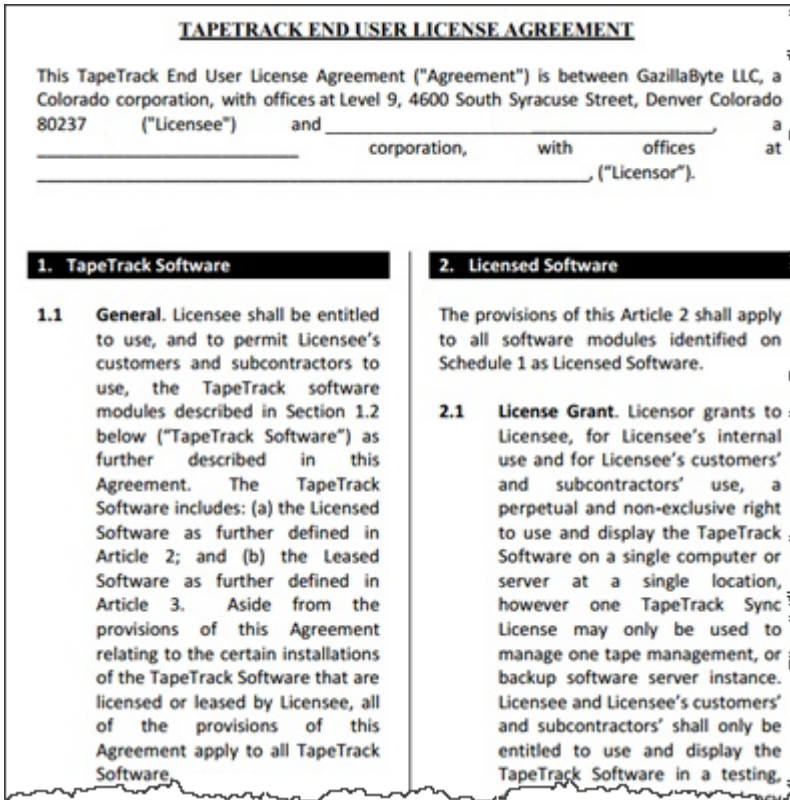 TAPETRACK END USER LICENSE AGREEMENT
This TapeTrack End User License Agreement ("Agreement") is between GazillaByte LLC, a
Colorado corporation, with offices at Level 9, 4600 South Syracuse Street, Denver Colorado
80237 ("Licensee") and ________________________________________, a
__________________________ corporation, with offices at
_______________________________________________________, ("Licensor").
1. TapeTrack Software
1.1 General. Licensee shall be entitled
to use, and to permit Licensee's
customers and subcontractors to
use, the TapeTrack software
modules described in Section 1.2
below ("TapeTrack Software") as
further described in this
Agreement. The TapeTrack
Software includes: (a) the Licensed
Software as further defined in
Article 2; and (b) the Leased
Software as further defined in
Article 3. Aside from the
provisions of this Agreement
relating to the certain installations
of the TapeTrack Software that are
licensed or leased by Licensee, all
of the provisions of this
Agreement apply to all TapeTrack
Software.
2. Licensed Software
The provisions of this Article 2 shall apply
to all software modules identified on
Schedule 1 as Licensed Software.
2.1 License Grant. Licensor grants to
Licensee, for Licensee's internal
use and for Licensee's customers'
and subcontractors' use, a
perpetual and non-exclusive right
to use and display the TapeTrack
Software on a single computer or
server at a single location,
however one TapeTrack Sync
License may only be used to
manage one tape management, or
backup software server instance.
Licensee and Licensee's customers'
and subcontractors' shall only be
entitled to use and display the
TapeTrack Software in a testing,